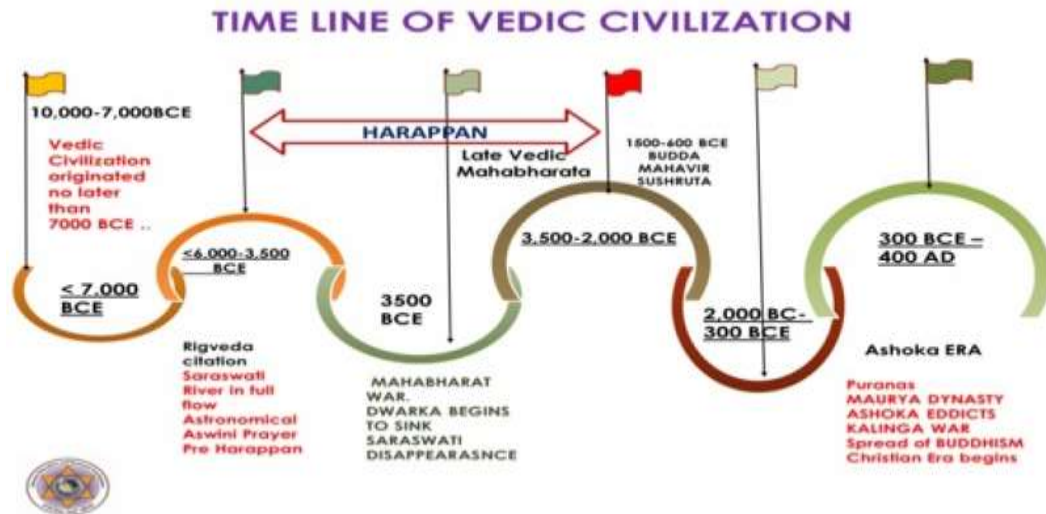 TIME LINE OF VEDIC CIVILIZATION
10,000-7,000BCE
Vedic
Civilization
originated
no later
than
7000 BCE ..
< 7,000
BCE
HARAPPAN
<6,000-3,500
BCE
Rigveda
citation
Saraswati
River in full
flow
Astronomical
Aswini Prayer
Pre Harappan
3500
BCE
MAHABHARAT
WAR.
DWARKA BEGINS
TO SINK
SARASWATI
DISAPPEARASNCE
Late Vedic
Mahabharata
3,500-2,000 BCE
1500-600 BCE
BUDDA
MAHAVIR
SUSHRUTA
2,000 BC-
300 BCE
300 BCE –
400 AD
Ashoka ERA
Puranas
MAURYA DYNASTY
ASHOKA EDDICTS
KALINGA WAR
Spread of BUDDHISM
Christian Era begins